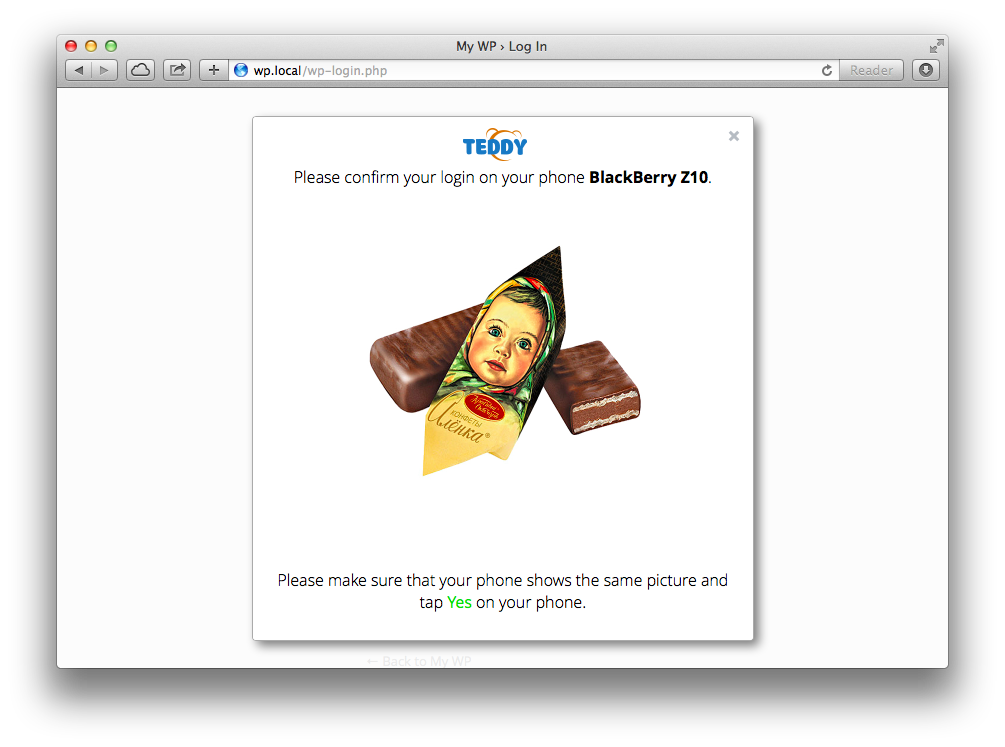 My WP › Log In
wp.local/wp-login.php
Reader
TEDDY
Please confirm your login on your phone BlackBerry Z10.
Красный
Октябрь
КОНФЕТЫ
Алёнка®
Please make sure that your phone shows the same picture and
tap Yes on your phone.
← Back to My WP